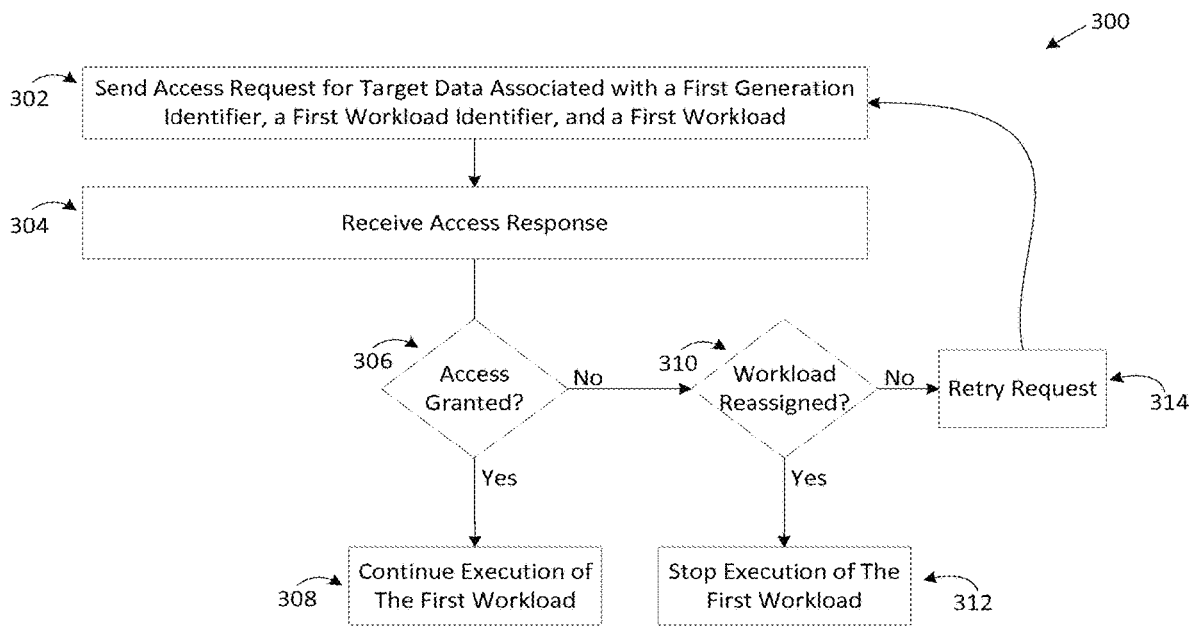 300
302
Send Access Request for Target Data Associated with a First Generation
Identifier, a First Workload Identifier, and a First Workload
304
Receive Access Response
306
Access
Granted?
No
310
Workload
Reassigned?
No
Retry Request
314
Yes
Yes
308
Continue Execution of
The First Workload
Stop Execution of The
First Workload
312